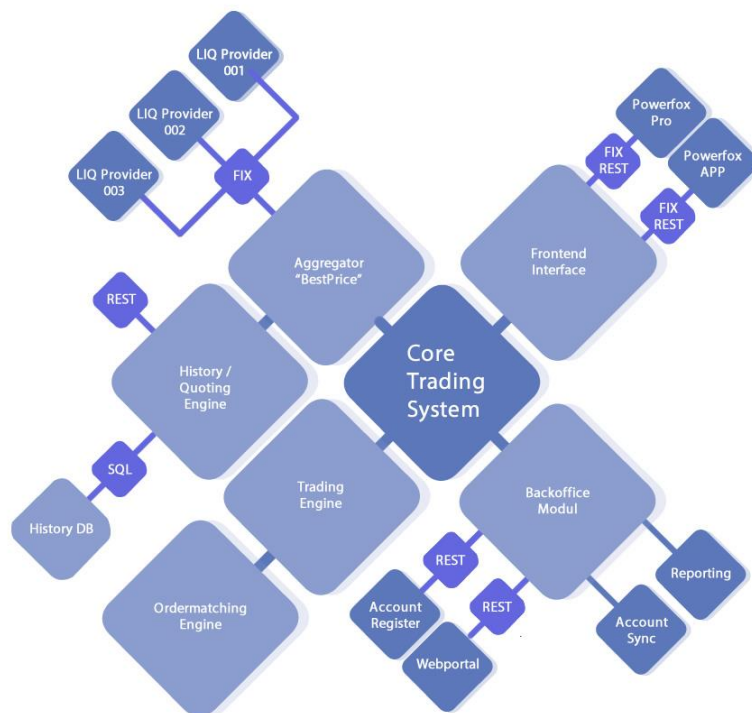 LIQ Provider
001
LIQ Provider
002
LIQ Provider
003
FIX
Powerfox
Pro
Powerfox
APP
FIX
REST
FIX
REST
Aggregator
"BestPrice"
Frontend
Interface
REST
History /
Quoting
Engine
Core
Trading
System
SQL
History DB
Trading
Engine
Backoffice
Modul
Ordermatching
Engine
REST
REST
Account
Register
Webportal
Reporting
Account
Sync